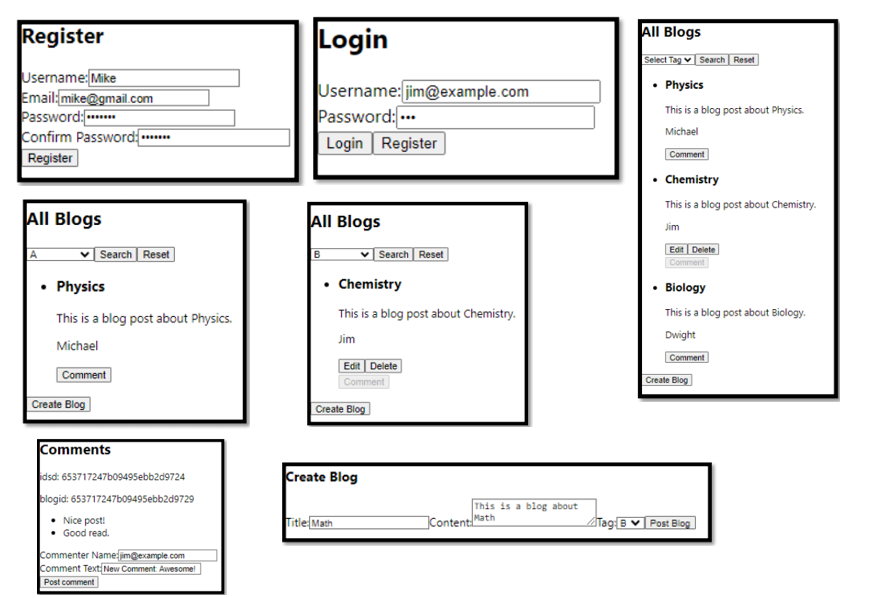 Register
Username: Mike
Email: mike@gmail.com
Password: •••••••
Confirm Password: •••••••
Register
Login
Username: jim@example.com
Password: •••
Login Register
All Blogs
Select Tag Search Reset
• Physics
This is a blog post about Physics.
Michael
Comment
• Chemistry
This is a blog post about Chemistry.
Jim
Edit Delete
Comment
• Biology
This is a blog post about Biology.
Dwight
Comment
Create Blog
All Blogs
A Search Reset
• Physics
This is a blog post about Physics.
Michael
Comment
Create Blog
All Blogs
B Search Reset
• Chemistry
This is a blog post about Chemistry.
Jim
Edit Delete
Comment
Create Blog
Comments
idsd: 653717247b09495ebb2d9724
blogid: 653717247b09495ebb2d9729
• Nice post!
• Good read.
Commenter Name: jim@example.com
Comment Text: New Comment: Awesome!
Post comment
Create Blog
Title: Math Content: This is a blog about
Math Tag: B Post Blog